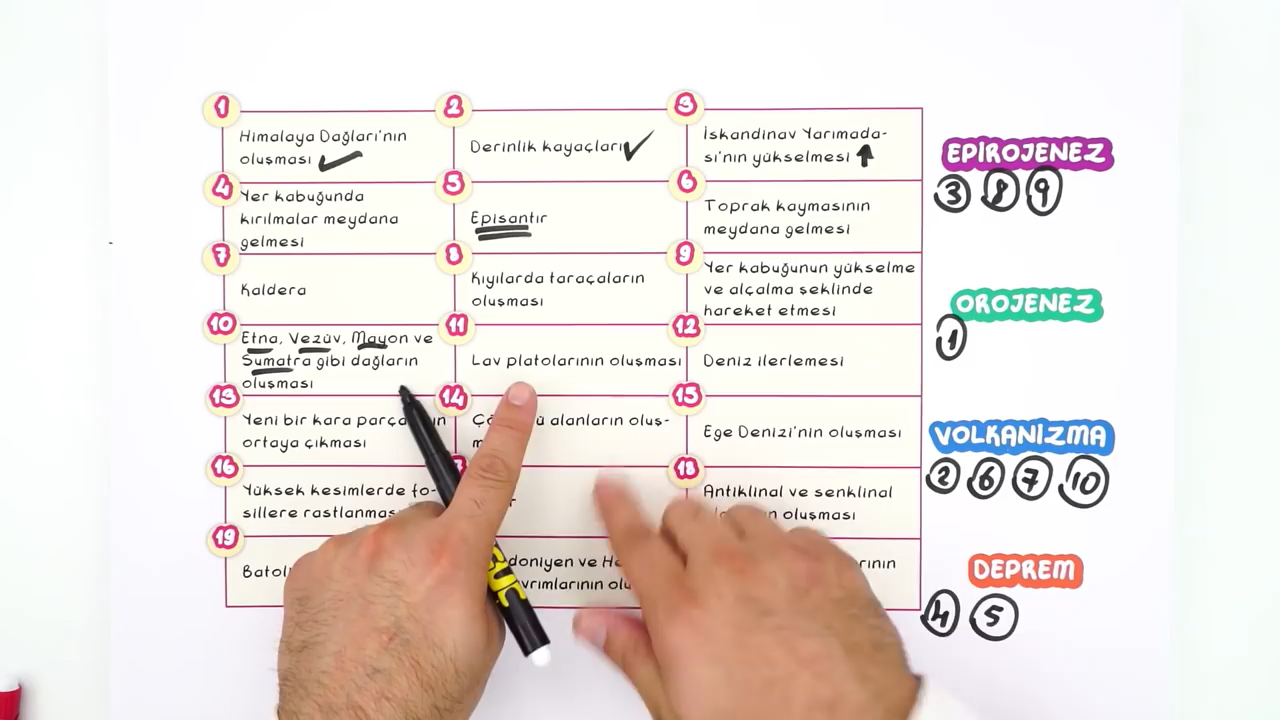 1
Himalaya Dağları'nın
oluşması
2
Derinlik kayaçları
3
İskandinav Yarımada-
sı'nın yükselmesi
4
Yer kabuğunda
kırılmalar meydana
gelmesi
5
Episantır
6
Toprak kaymasının
meydana gelmesi
7
Kaldera
8
Kıyılarda taraçaların
oluşması
9
Yer kabuğunun yükselme
ve alçalma şeklinde
hareket etmesi
10
Etna, Vezüv, Mayon ve
Sumatra gibi dağların
oluşması
11
Lav platolarının oluşması
12
Deniz ilerlemesi
13
Yeni bir kara
ortaya çıkması
14
alanların oluş-
15
Ege Denizi'nin oluşması
16
Yüksek kesimlerde fo-
sillere rastlanması
18
Antiklinal ve senklinal
oluşması
19
ve
EPİROJENEZ
3 8 9
OROJENEZ
1
VOLKANİZMA
2 6 7 10
DEPREM
4 5